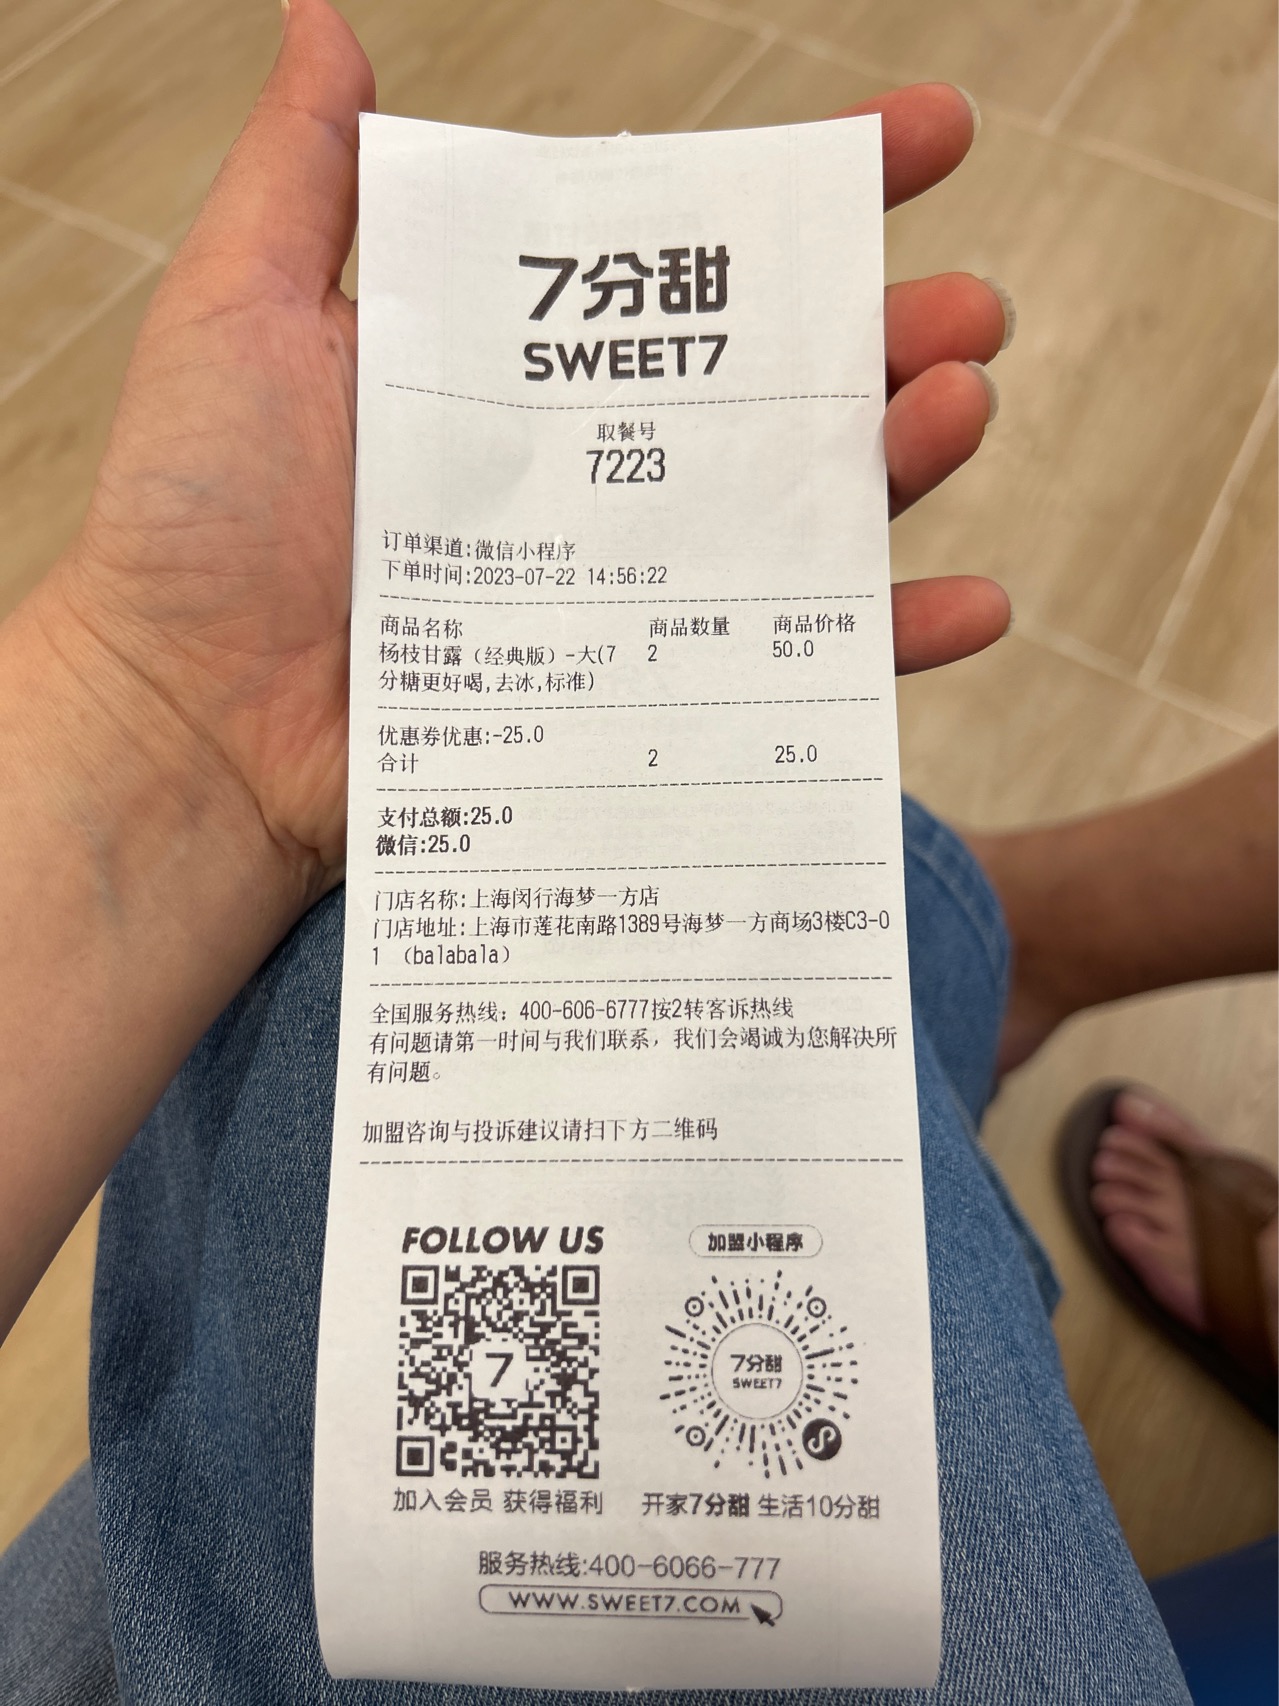 7分甜
SWEET7
取餐号
7223
订单渠道:微信小程序
下单时间:2023-07-22 14:56:22
商品名称 商品数量 商品价格
杨枝甘露（经典版）-大(7 2 50.0
分糖更好喝,去冰,标准)
优惠券优惠:-25.0
合计 2 25.0
支付总额:25.0
微信:25.0
门店名称:上海闵行海梦一方店
门店地址:上海市莲花南路1389号海梦一方商场3楼C3-0
1 （balabala）
全国服务热线：400-606-6777按2转客诉热线
有问题请第一时间与我们联系，我们会竭诚为您解决所
有问题。
加盟咨询与投诉建议请扫下方二维码
FOLLOW US
加盟小程序
7
7分甜
SWEET7
加入会员 获得福利
开家7分甜 生活10分甜
服务热线:400-6066-777
WWW.SWEET7.COM